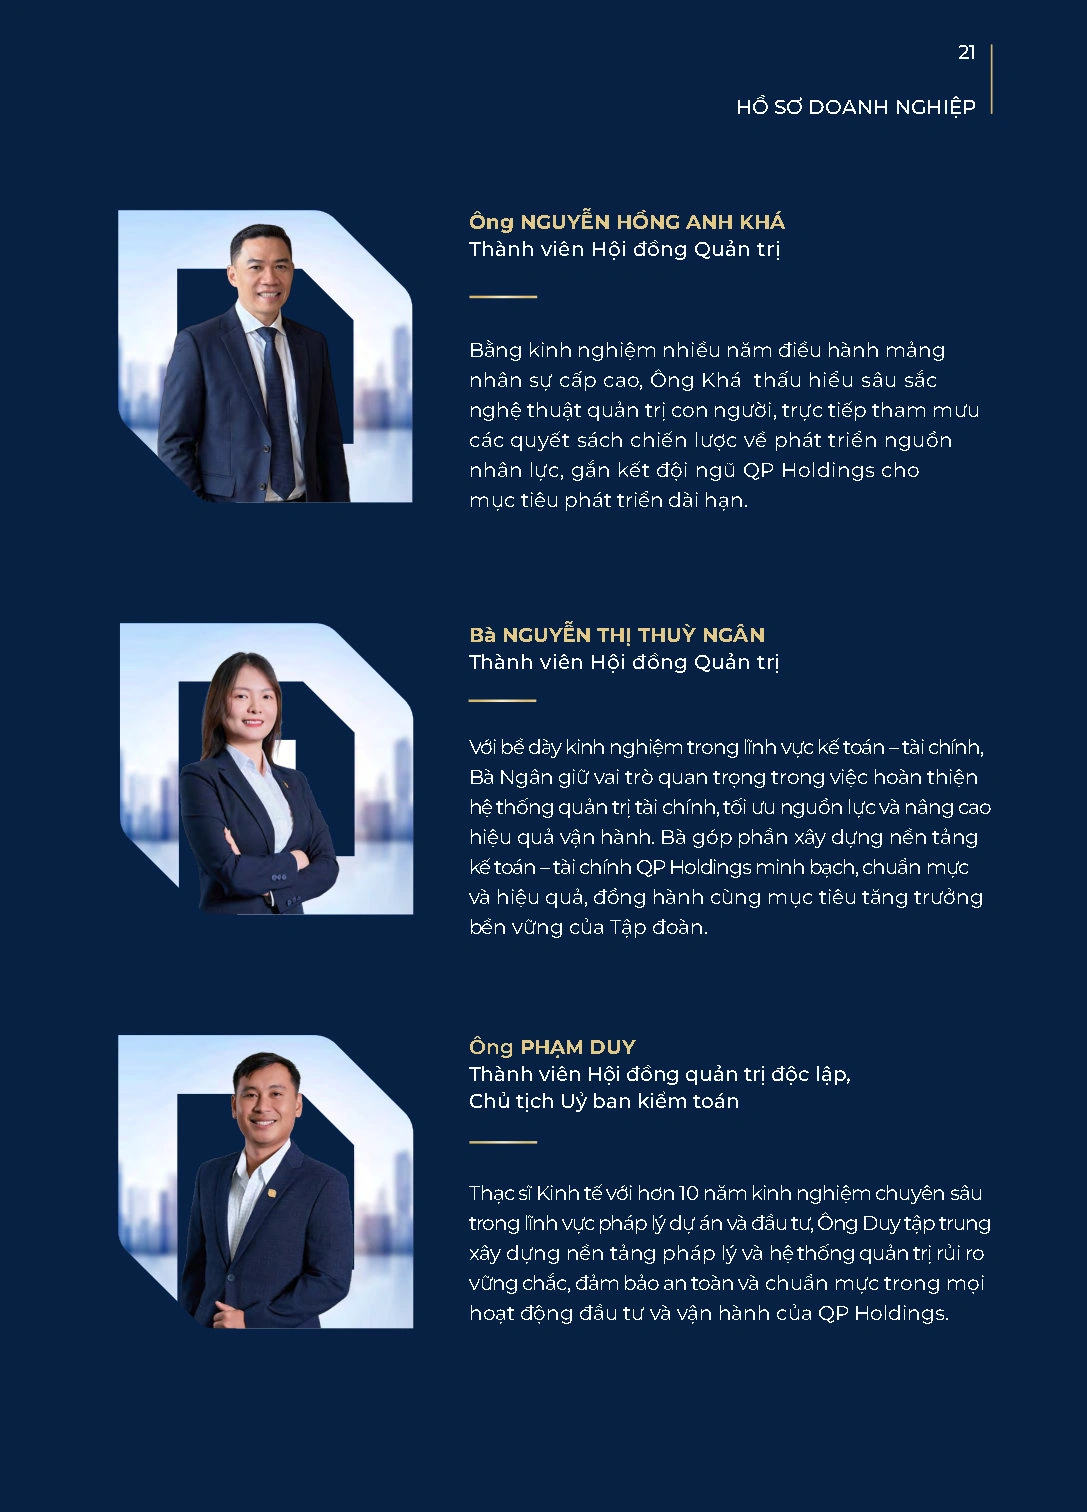 21
HỒ SƠ DOANH NGHIỆP
Ông NGUYỄN HỒNG ANH KHÁ
Thành viên Hội đồng Quản trị
Bằng kinh nghiệm nhiều năm điều hành mảng
nhân sự cấp cao, Ông Khá thấu hiểu sâu sắc
nghệ thuật quản trị con người, trực tiếp tham mưu
các quyết sách chiến lược về phát triển nguồn
nhân lực, gắn kết đội ngũ QP Holdings cho
mục tiêu phát triển dài hạn.
Bà NGUYỄN THỊ THUỲ NGÂN
Thành viên Hội đồng Quản trị
Với bề dày kinh nghiệm trong lĩnh vực kế toán – tài chính,
Bà Ngân giữ vai trò quan trọng trong việc hoàn thiện
hệ thống quản trị tài chính, tối ưu nguồn lực và nâng cao
hiệu quả vận hành. Bà góp phần xây dựng nền tảng
kế toán – tài chính QP Holdings minh bạch, chuẩn mực
và hiệu quả, đồng hành cùng mục tiêu tăng trưởng
bền vững của Tập đoàn.
Ông PHẠM DUY
Thành viên Hội đồng quản trị độc lập,
Chủ tịch Uỷ ban kiểm toán
Thạc sĩ Kinh tế với hơn 10 năm kinh nghiệm chuyên sâu
trong lĩnh vực pháp lý dự án và đầu tư, Ông Duy tập trung
xây dựng nền tảng pháp lý và hệ thống quản trị rủi ro
vững chắc, đảm bảo an toàn và chuẩn mực trong mọi
hoạt động đầu tư và vận hành của QP Holdings.